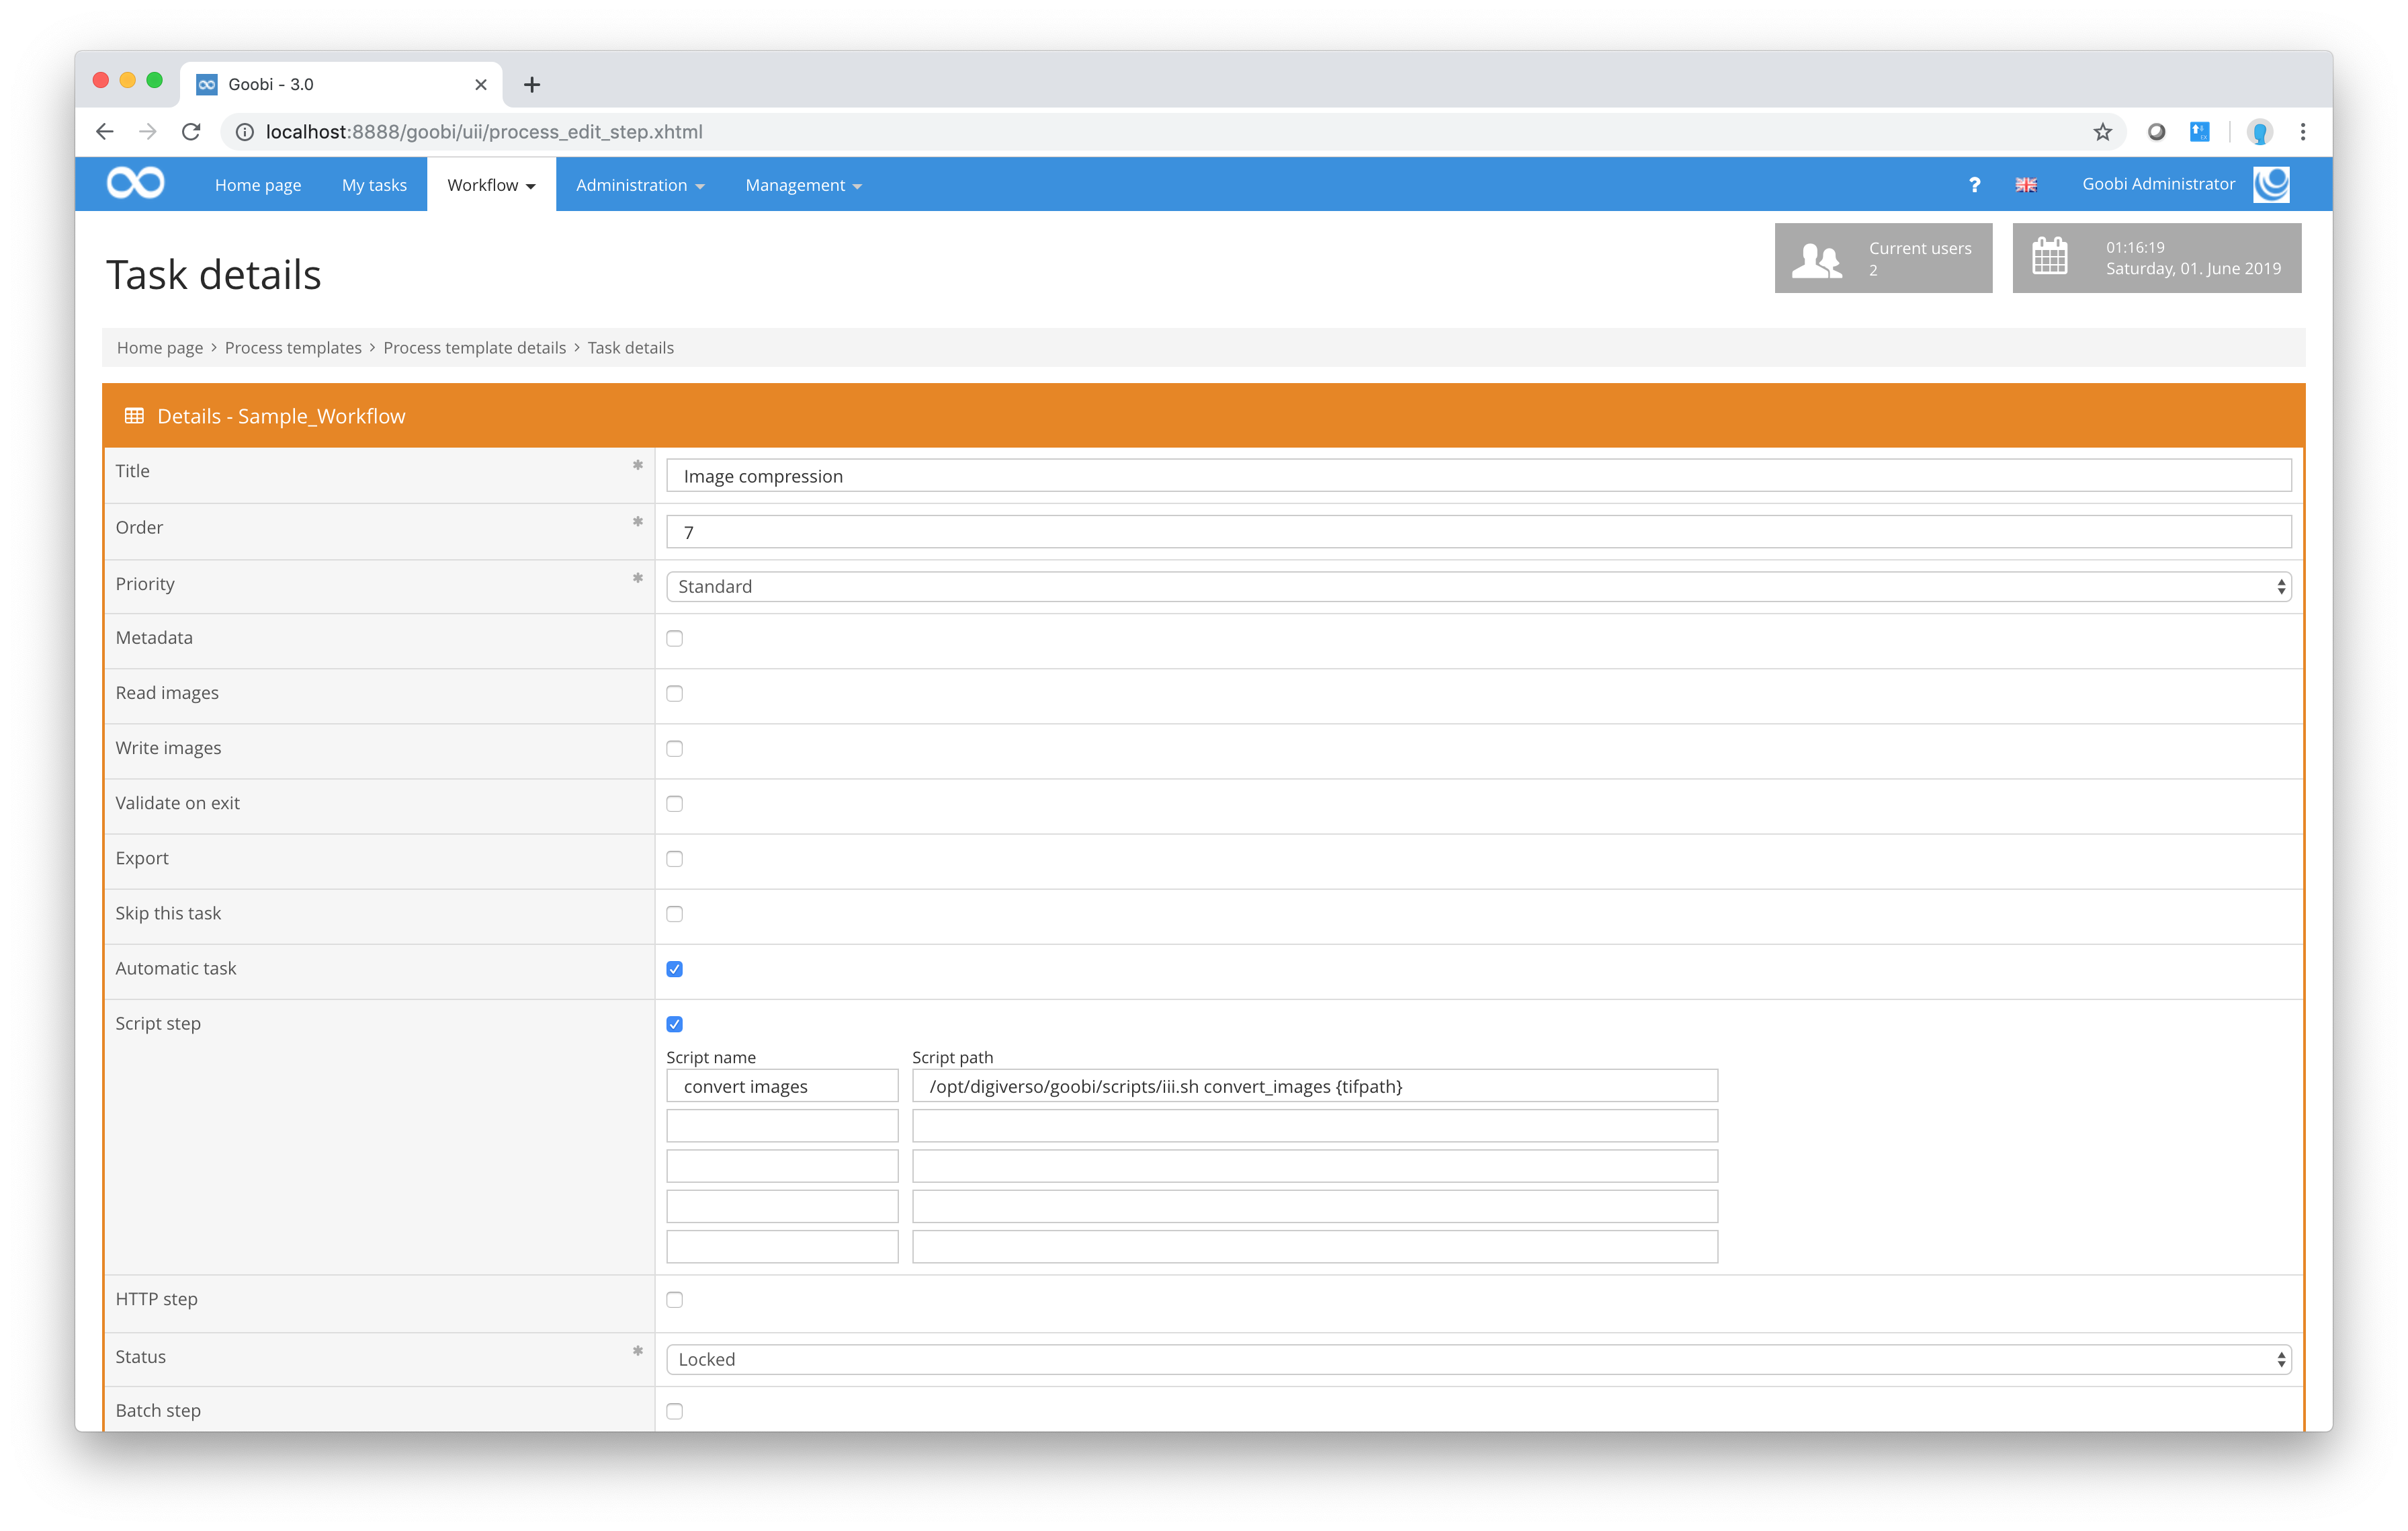 Goobi - 3.0
localhost:8888/goobi/uii/process_edit_step.xhtml
Home page My tasks Workflow Administration Management ? Goobi Administrator
Task details
Current users
2
01:16:19
Saturday, 01. June 2019
Home page > Process templates > Process template details > Task details
Details - Sample_Workflow
Title * Image compression
Order * 7
Priority * Standard
Metadata
Read images
Write images
Validate on exit
Export
Skip this task
Automatic task
Script step
Script name Script path
convert images /opt/digiverso/goobi/scripts/iii.sh convert_images {tifpath}
HTTP step
Status * Locked
Batch step